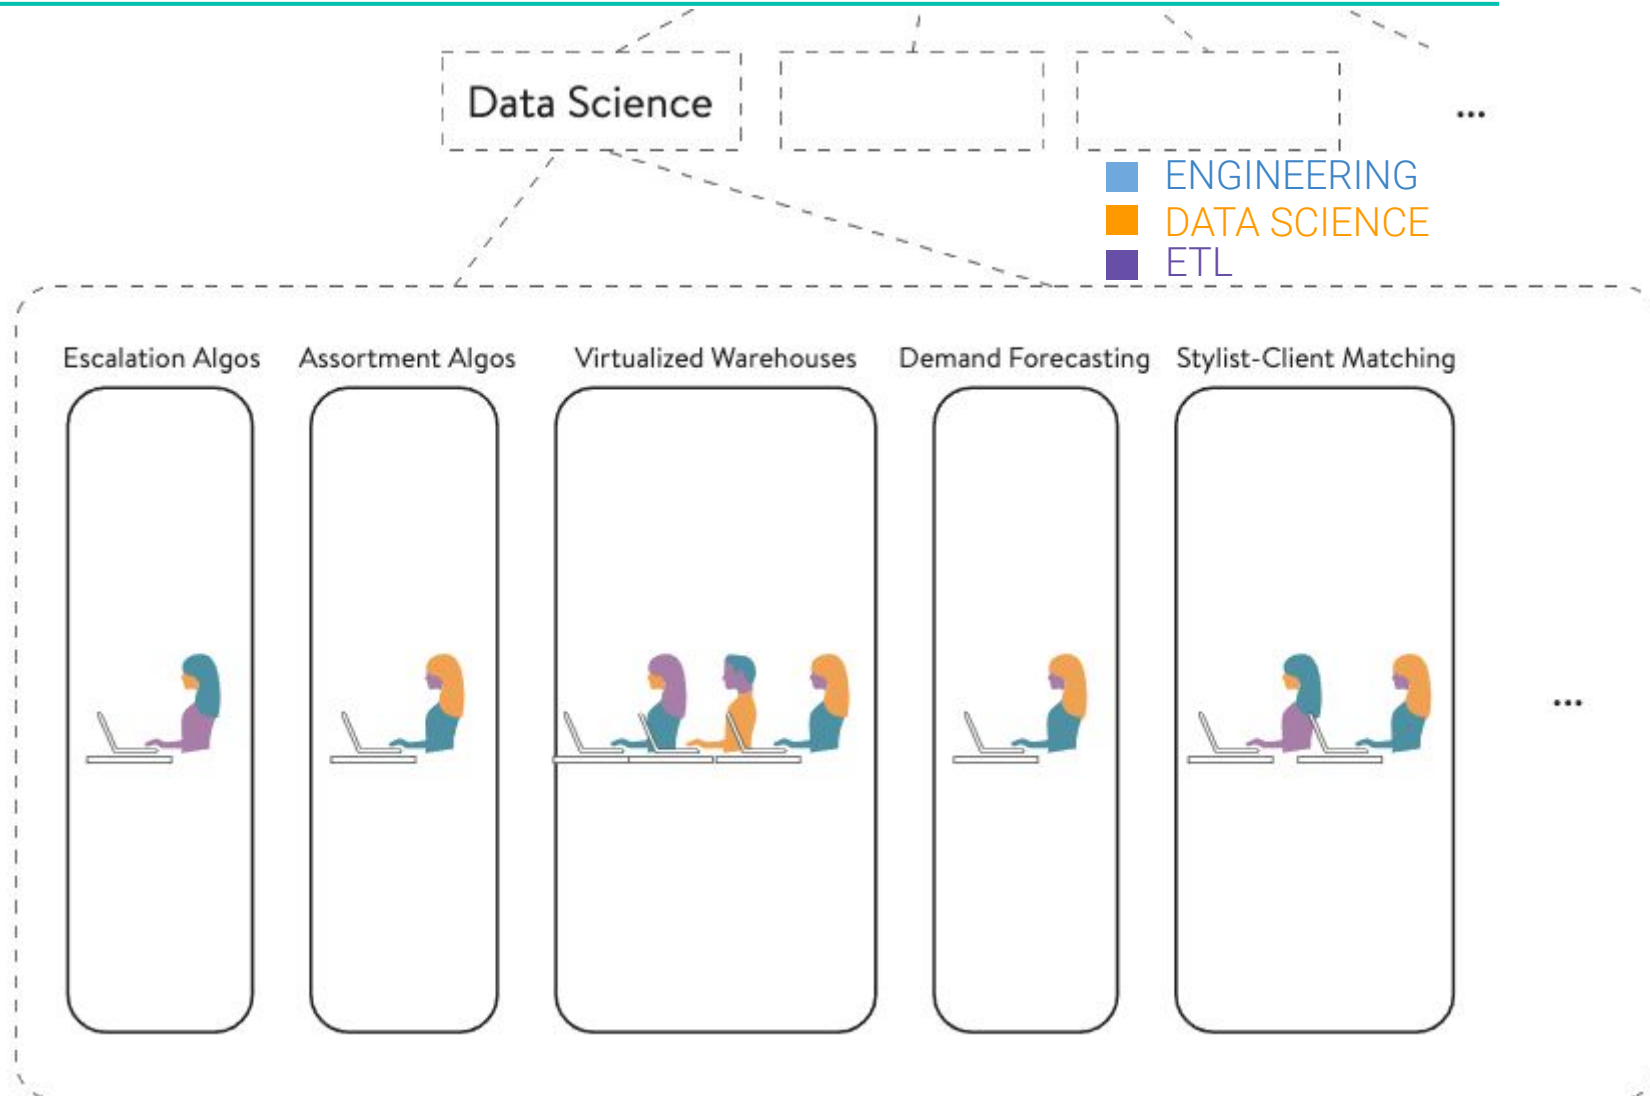 Data Science
...
ENGINEERING
DATA SCIENCE
ETL
Escalation Algos
Assortment Algos
Virtualized Warehouses
Demand Forecasting
Stylist-Client Matching
...